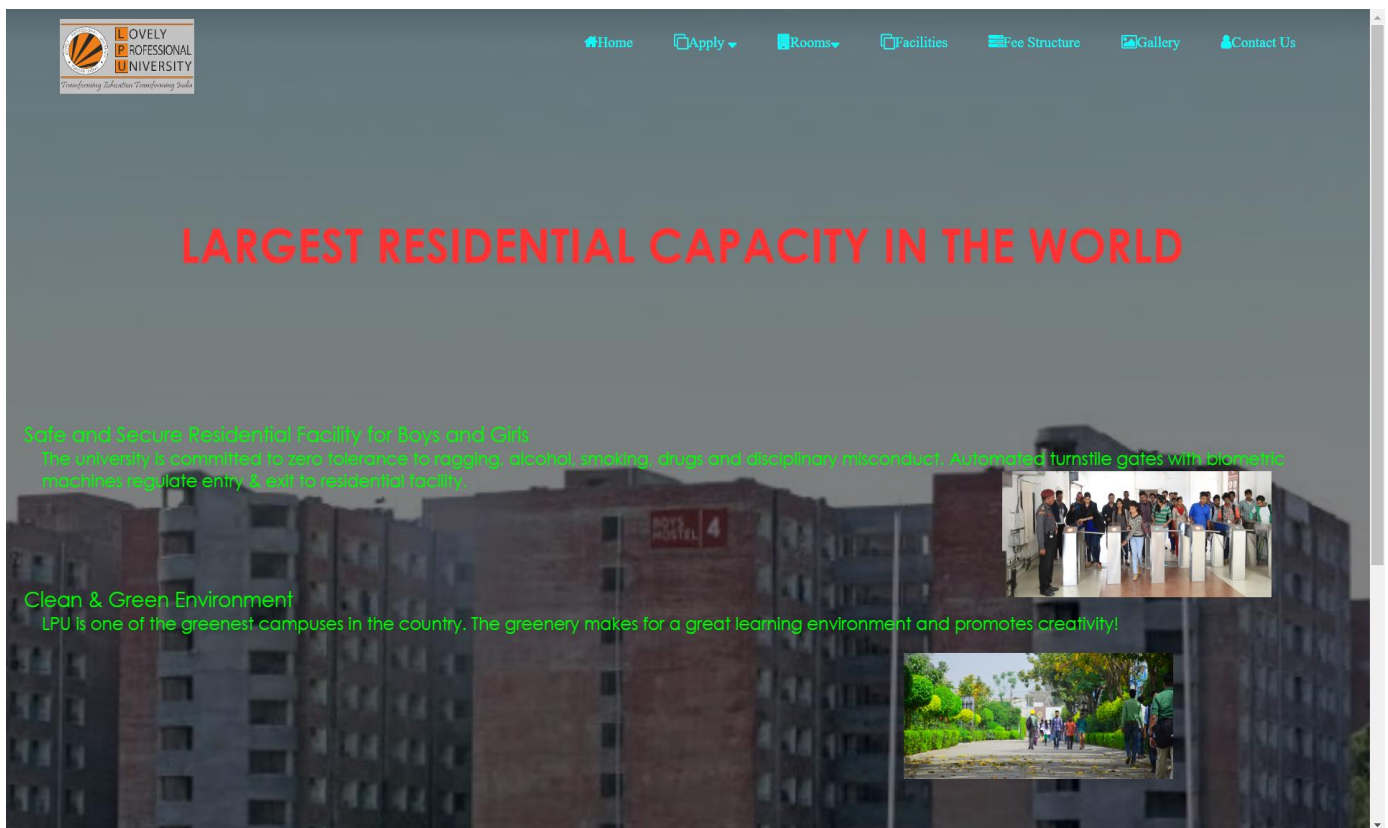 LOVELY
PROFESSIONAL
UNIVERSITY
Transforming Education Transforming India
Home Apply Rooms Facilities Fee Structure Gallery Contact Us
LARGEST RESIDENTIAL CAPACITY IN THE WORLD
Safe and Secure Residential Facility for Boys and Girls
The university is committed to zero tolerance to ragging, alcohol, smoking, drugs and disciplinary misconduct. Automated turnstile gates with biometric
machines regulate entry & exit to residential facility.
BOYS
HOSTEL 4
Clean & Green Environment
LPU is one of the greenest campuses in the country. The greenery makes for a great learning environment and promotes creativity!